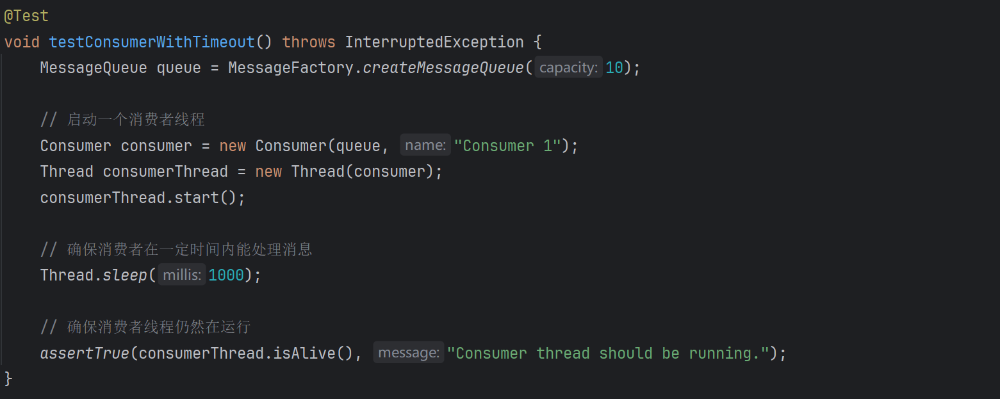 @Test
void testConsumerWithTimeout() throws InterruptedException {
MessageQueue queue = MessageFactory.createMessageQueue( capacity: 10);
// 启动一个消费者线程
Consumer consumer = new Consumer(queue, name: "Consumer 1");
Thread consumerThread = new Thread(consumer);
consumerThread.start();
// 确保消费者在一定时间内能处理消息
Thread.sleep( millis: 1000);
// 确保消费者线程仍然在运行
assertTrue(consumerThread.isAlive(), message: "Consumer thread should be running.");
}